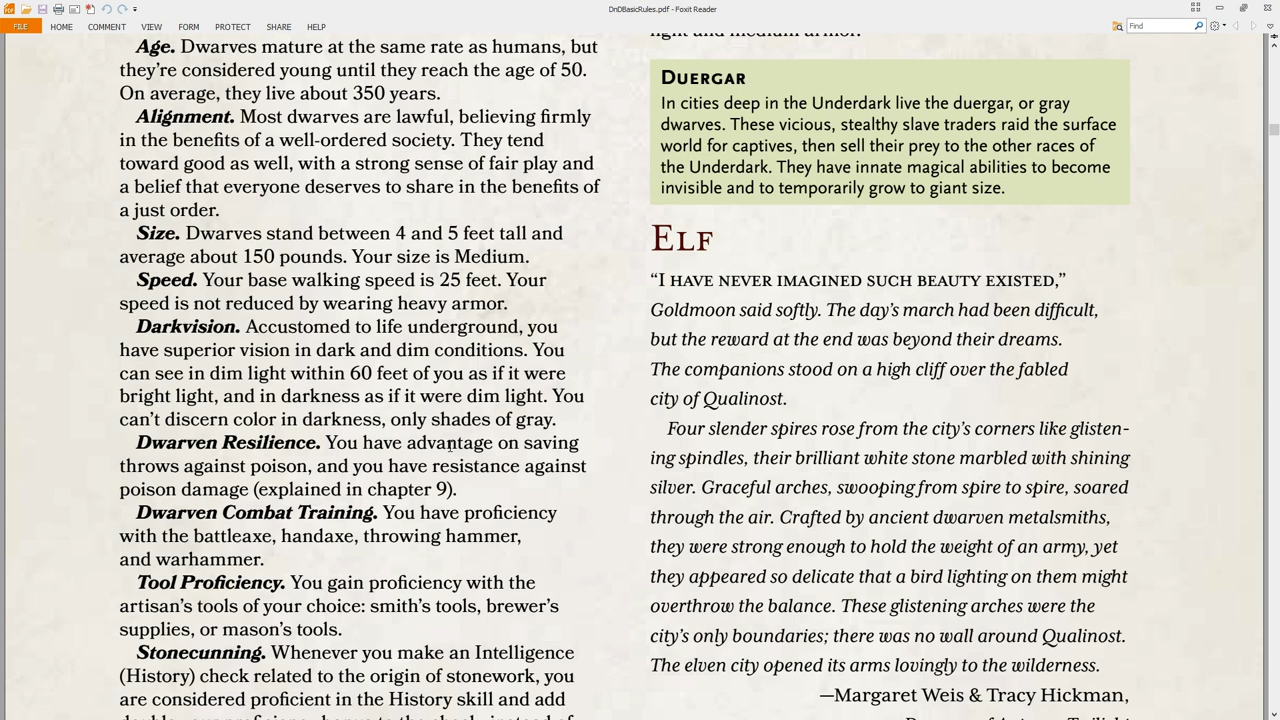 DnDBasicRules.pdf - Foxit Reader
FILE HOME COMMENT VIEW FORM PROTECT SHARE HELP
Find
Age. Dwarves mature at the same rate as humans, but
they're considered young until they reach the age of 50.
On average, they live about 350 years.
Alignment. Most dwarves are lawful, believing firmly
in the benefits of a well-ordered society. They tend
toward good as well, with a strong sense of fair play and
a belief that everyone deserves to share in the benefits of
a just order.
Size. Dwarves stand between 4 and 5 feet tall and
average about 150 pounds. Your size is Medium.
Speed. Your base walking speed is 25 feet. Your
speed is not reduced by wearing heavy armor.
Darkvision. Accustomed to life underground, you
have superior vision in dark and dim conditions. You
can see in dim light within 60 feet of you as if it were
bright light, and in darkness as if it were dim light. You
can't discern color in darkness, only shades of gray.
Dwarven Resilience. You have advantage on saving
throws against poison, and you have resistance against
poison damage (explained in chapter 9).
Dwarven Combat Training. You have proficiency
with the battleaxe, handaxe, throwing hammer,
and warhammer.
Tool Proficiency. You gain proficiency with the
artisan's tools of your choice: smith's tools, brewer's
supplies, or mason's tools.
Stonecunning. Whenever you make an Intelligence
(History) check related to the origin of stonework, you
are considered proficient in the History skill and add
light and medium armor.
DUERGAR
In cities deep in the Underdark live the duergar, or gray
dwarves. These vicious, stealthy slave traders raid the surface
world for captives, then sell their prey to the other races of
the Underdark. They have innate magical abilities to become
invisible and to temporarily grow to giant size.
ELF
“I HAVE NEVER IMAGINED SUCH BEAUTY EXISTED,”
Goldmoon said softly. The day's march had been difficult,
but the reward at the end was beyond their dreams.
The companions stood on a high cliff over the fabled
city of Qualinost.
Four slender spires rose from the city's corners like glisten-
ing spindles, their brilliant white stone marbled with shining
silver. Graceful arches, swooping from spire to spire, soared
through the air. Crafted by ancient dwarven metalsmiths,
they were strong enough to hold the weight of an army, yet
they appeared so delicate that a bird lighting on them might
overthrow the balance. These glistening arches were the
city's only boundaries; there was no wall around Qualinost.
The elven city opened its arms lovingly to the wilderness.
—Margaret Weis & Tracy Hickman,